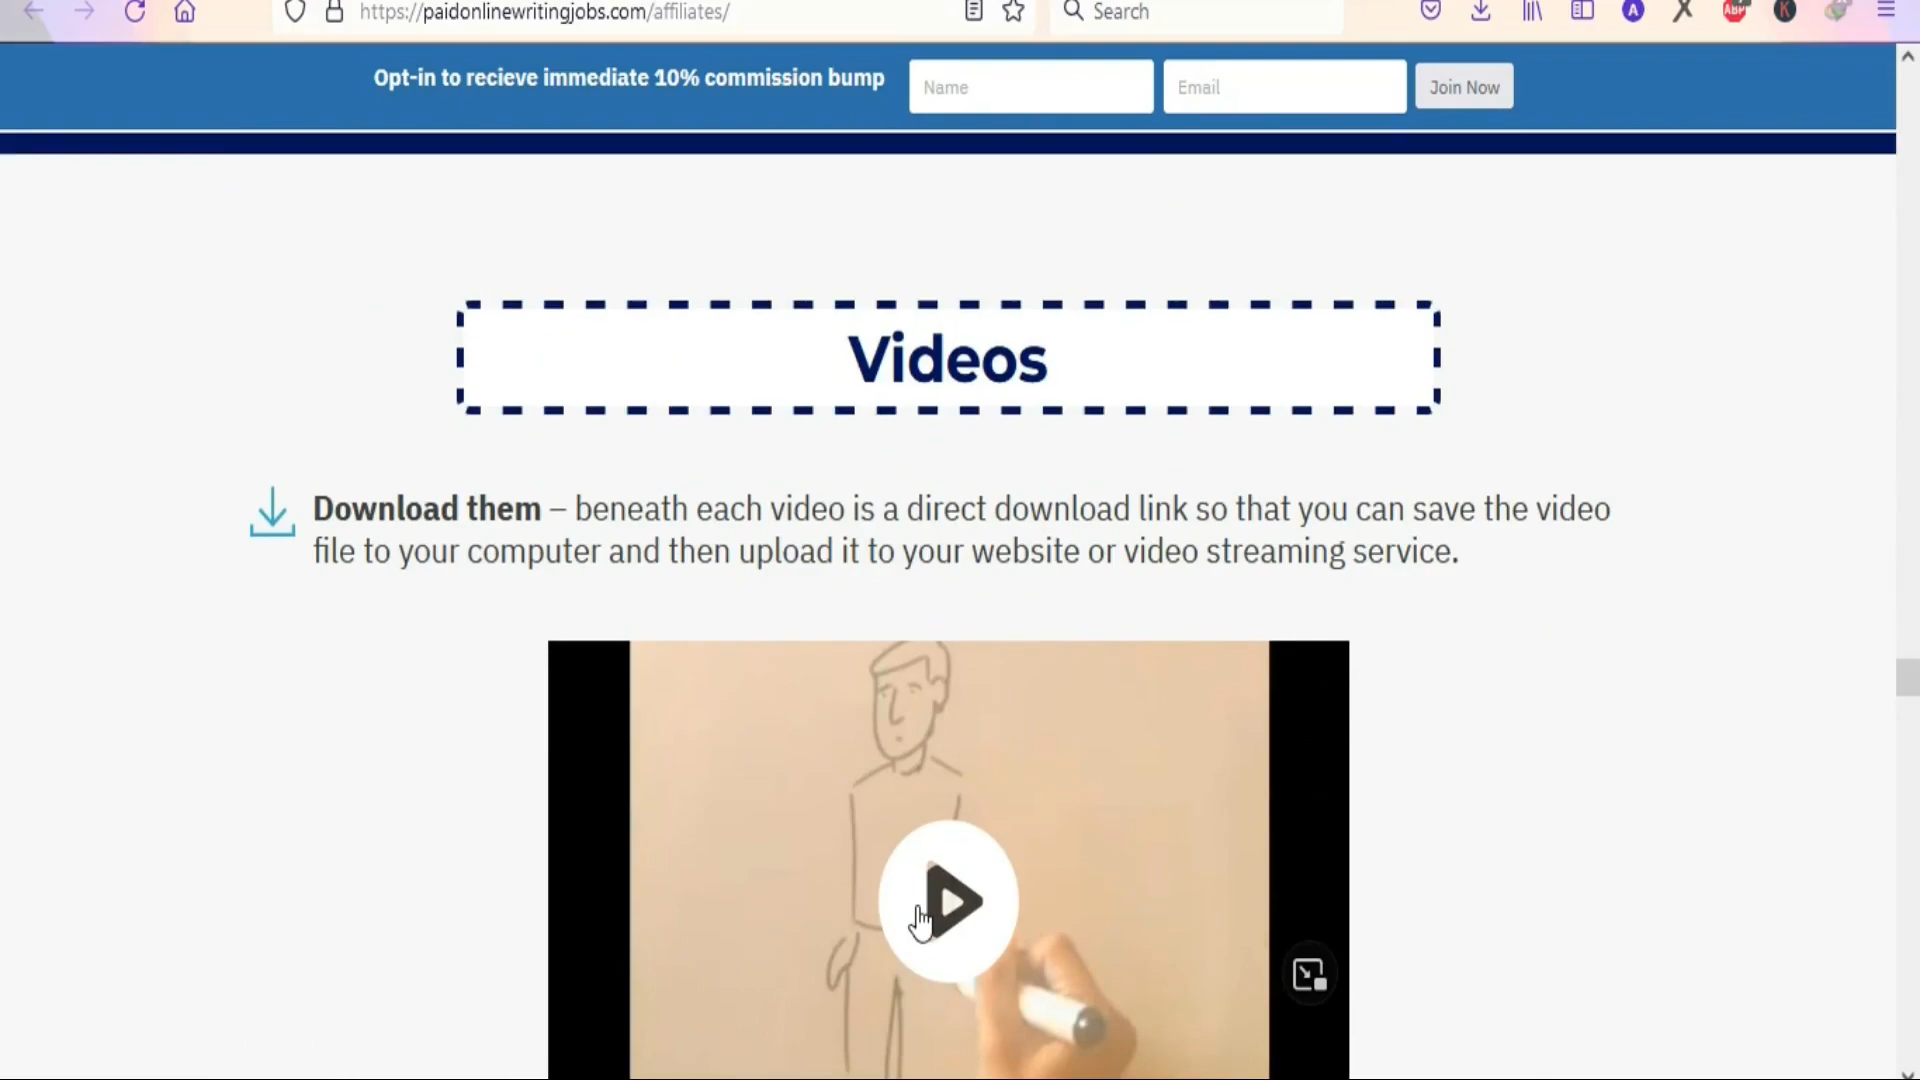 https://paidonlinewritingjobs.com/affiliates/
Search
A
ABP
K
Opt-in to recieve immediate 10% commission bump
Name
Email
Join Now
Videos
Download them – beneath each video is a direct download link so that you can save the video
file to your computer and then upload it to your website or video streaming service.